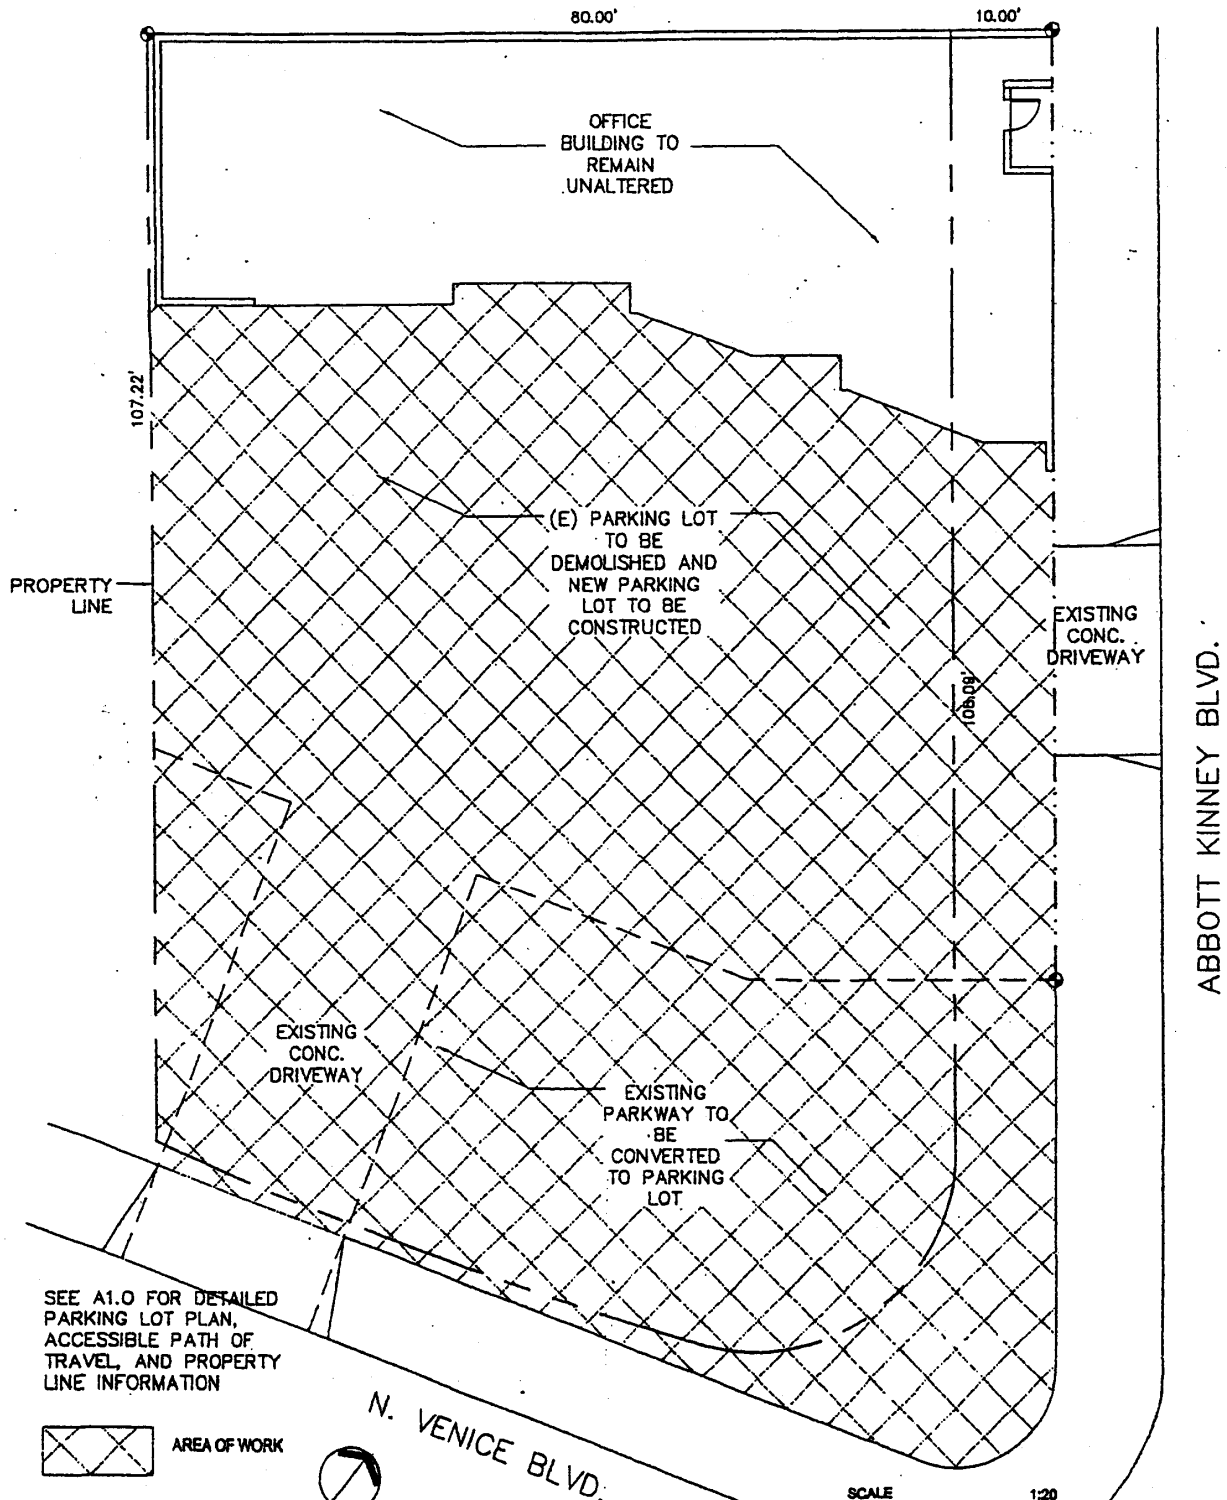 80.00'
10.00'
OFFICE
BUILDING TO
REMAIN
UNALTERED
107.22'
(E) PARKING LOT
TO BE
DEMOLISHED AND
NEW PARKING
LOT TO BE
CONSTRUCTED
PROPERTY
LINE
EXISTING
CONC.
DRIVEWAY
ABBOTT KINNEY BLVD.
EXISTING
CONC.
DRIVEWAY
EXISTING
PARKWAY TO
BE
CONVERTED
TO PARKING
LOT
SEE A1.0 FOR DETAILED
PARKING LOT PLAN,
ACCESSIBLE PATH OF
TRAVEL, AND PROPERTY
LINE INFORMATION
AREA OF WORK
N. VENICE BLVD.
SCALE 1:20